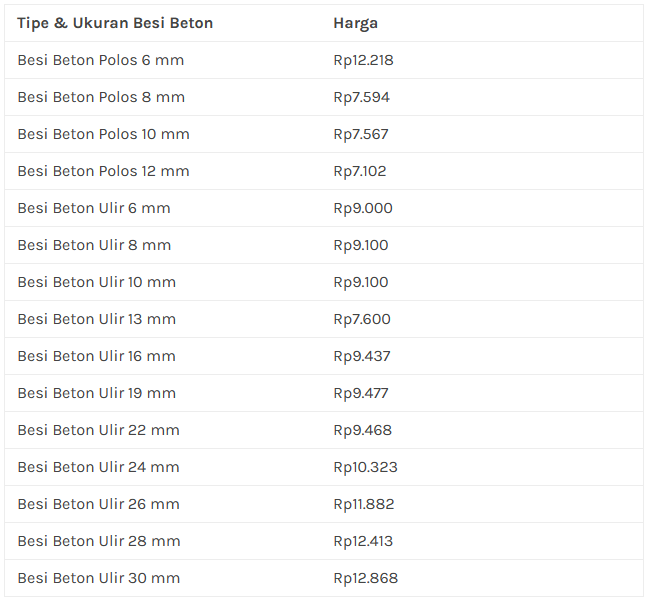 Tipe & Ukuran Besi Beton Harga
Besi Beton Polos 6 mm Rp12.218
Besi Beton Polos 8 mm Rp7.594
Besi Beton Polos 10 mm Rp7.567
Besi Beton Polos 12 mm Rp7.102
Besi Beton Ulir 6 mm Rp9.000
Besi Beton Ulir 8 mm Rp9.100
Besi Beton Ulir 10 mm Rp9.100
Besi Beton Ulir 13 mm Rp7.600
Besi Beton Ulir 16 mm Rp9.437
Besi Beton Ulir 19 mm Rp9.477
Besi Beton Ulir 22 mm Rp9.468
Besi Beton Ulir 24 mm Rp10.323
Besi Beton Ulir 26 mm Rp11.882
Besi Beton Ulir 28 mm Rp12.413
Besi Beton Ulir 30 mm Rp12.868